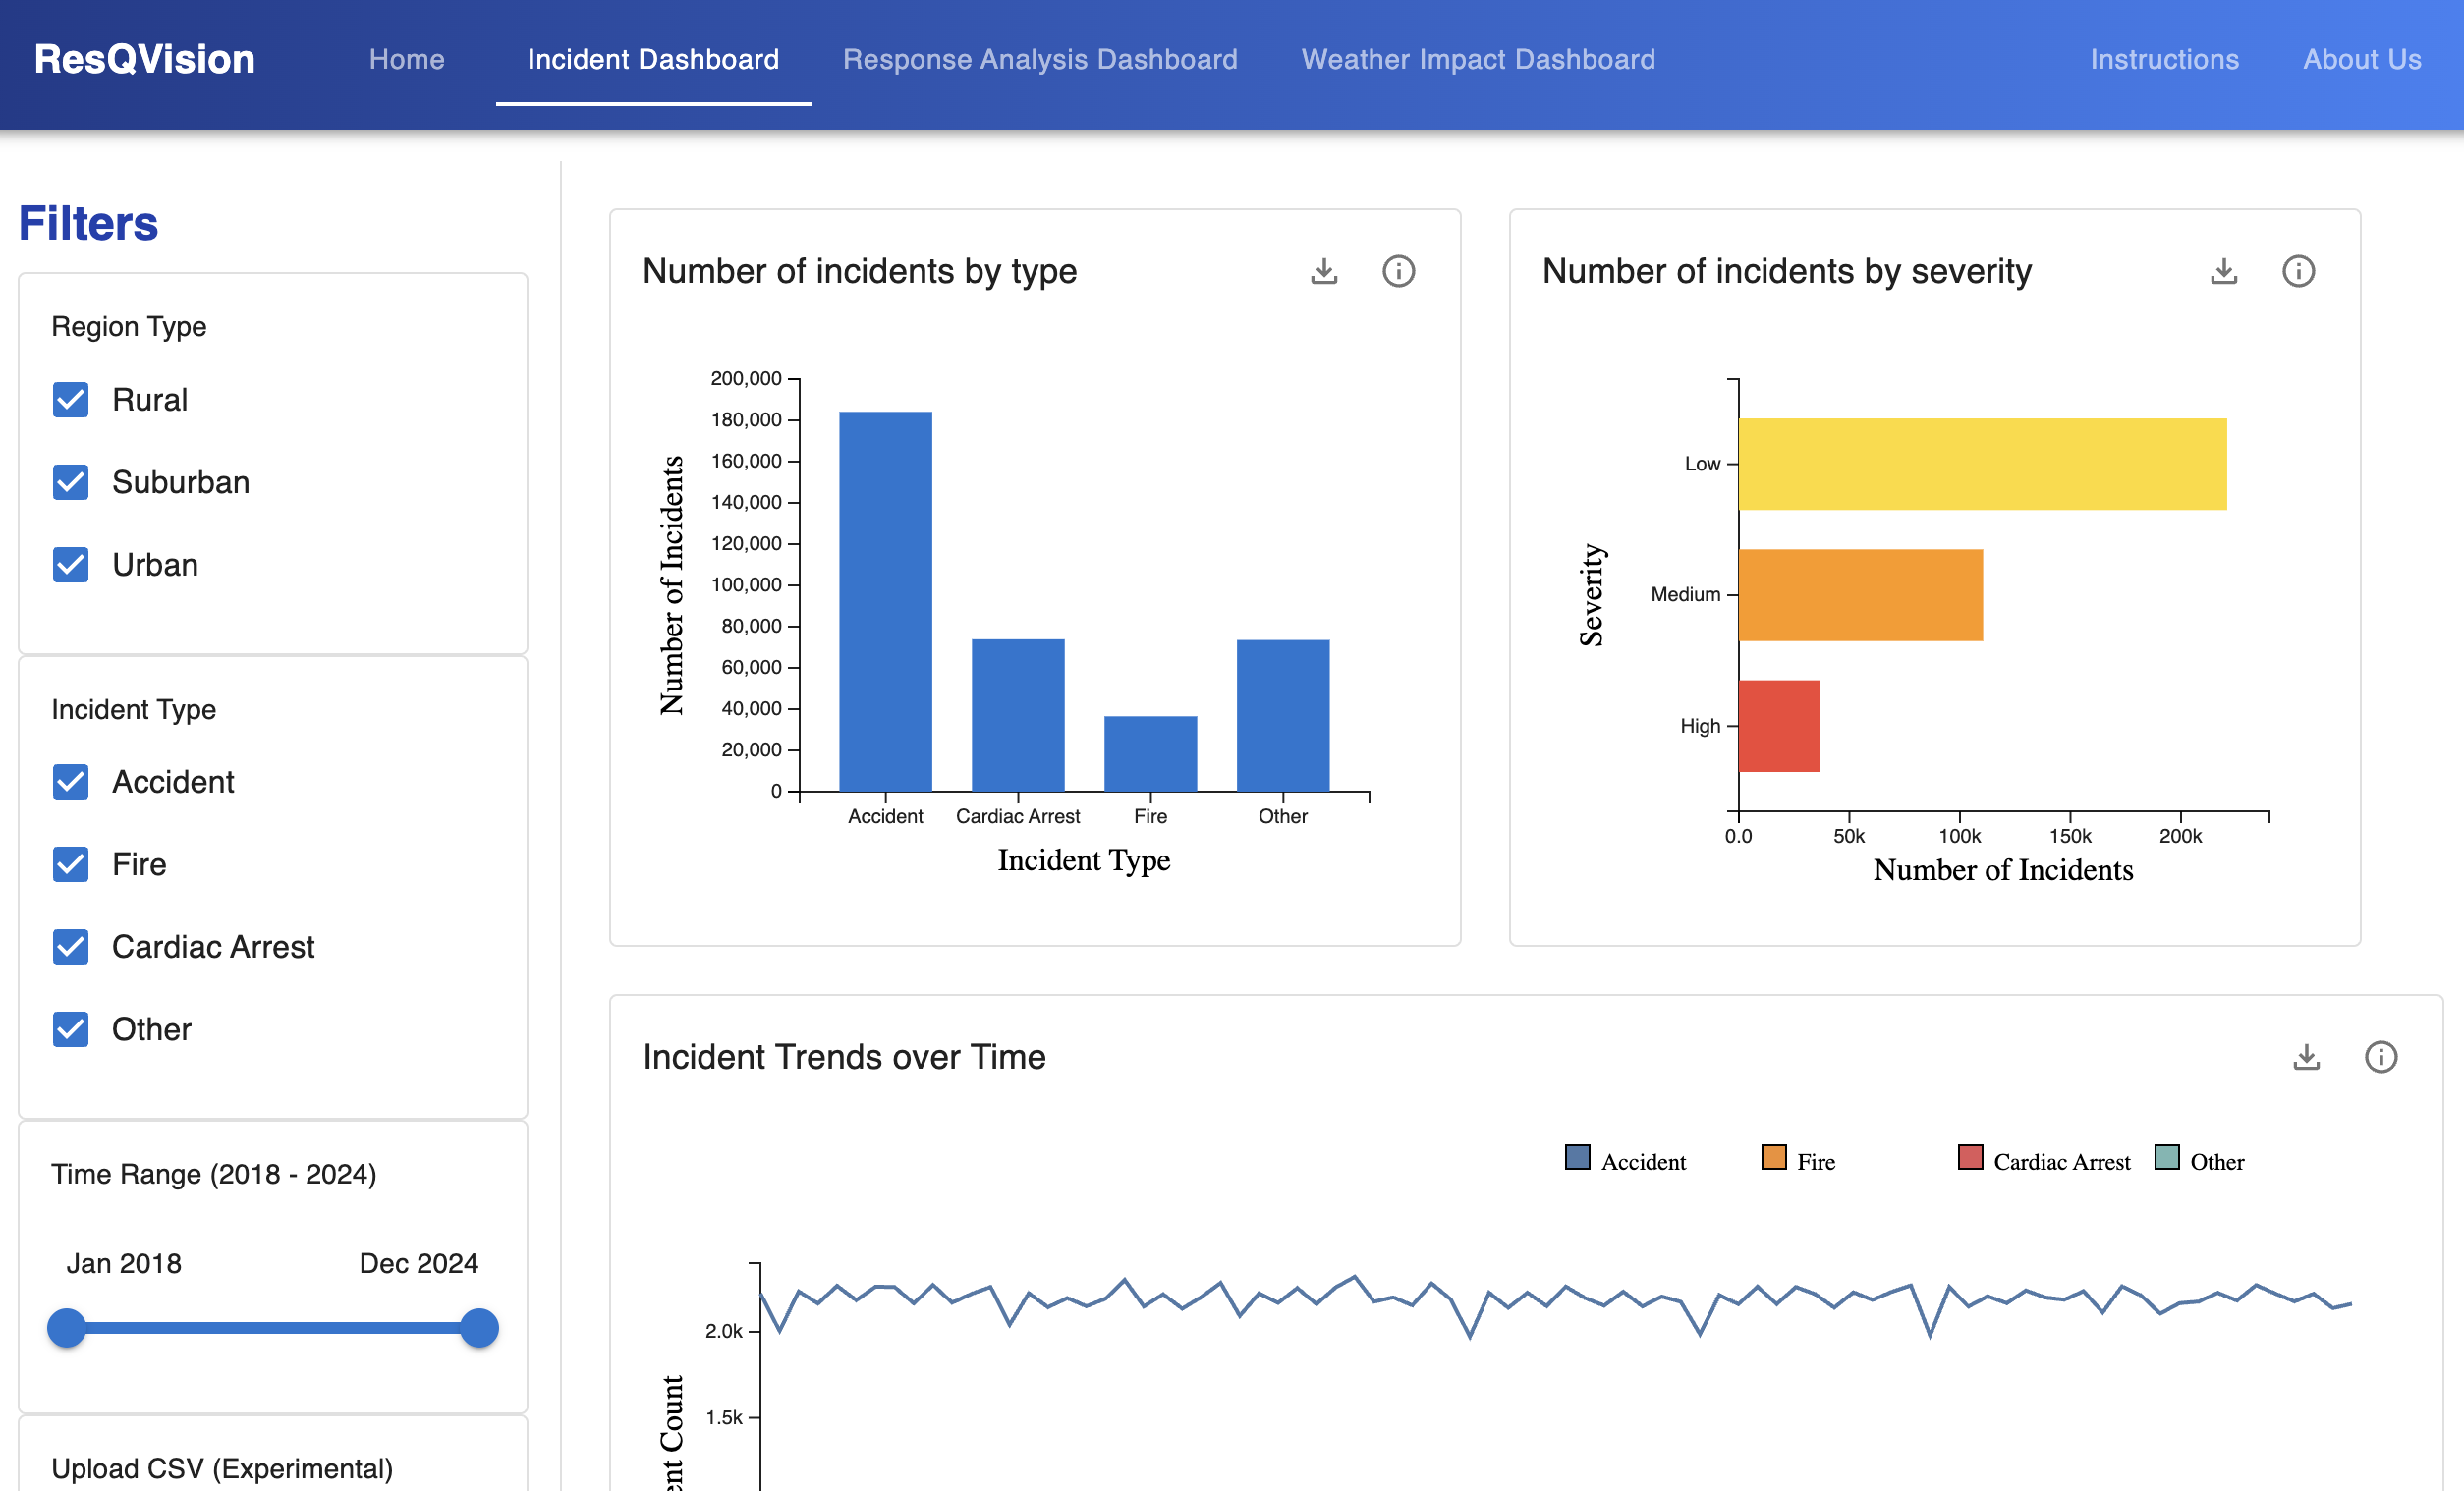 ResQVision
Home
Incident Dashboard
Response Analysis Dashboard
Weather Impact Dashboard
Instructions
About Us
Filters
Region Type
Rural
Suburban
Urban
Incident Type
Accident
Fire
Cardiac Arrest
Other
Time Range (2018 - 2024)
Jan 2018
Dec 2024
Upload CSV (Experimental)
Number of incidents by type
Number of Incidents
200,000
180,000
160,000
140,000
120,000
100,000
80,000
60,000
40,000
20,000
0
Accident
Cardiac Arrest
Fire
Other
Incident Type
Number of incidents by severity
Severity
Low
Medium
High
0.0
50k
100k
150k
200k
Number of Incidents
Incident Trends over Time
Accident
Fire
Cardiac Arrest
Other
2.0k
1.5k
Count